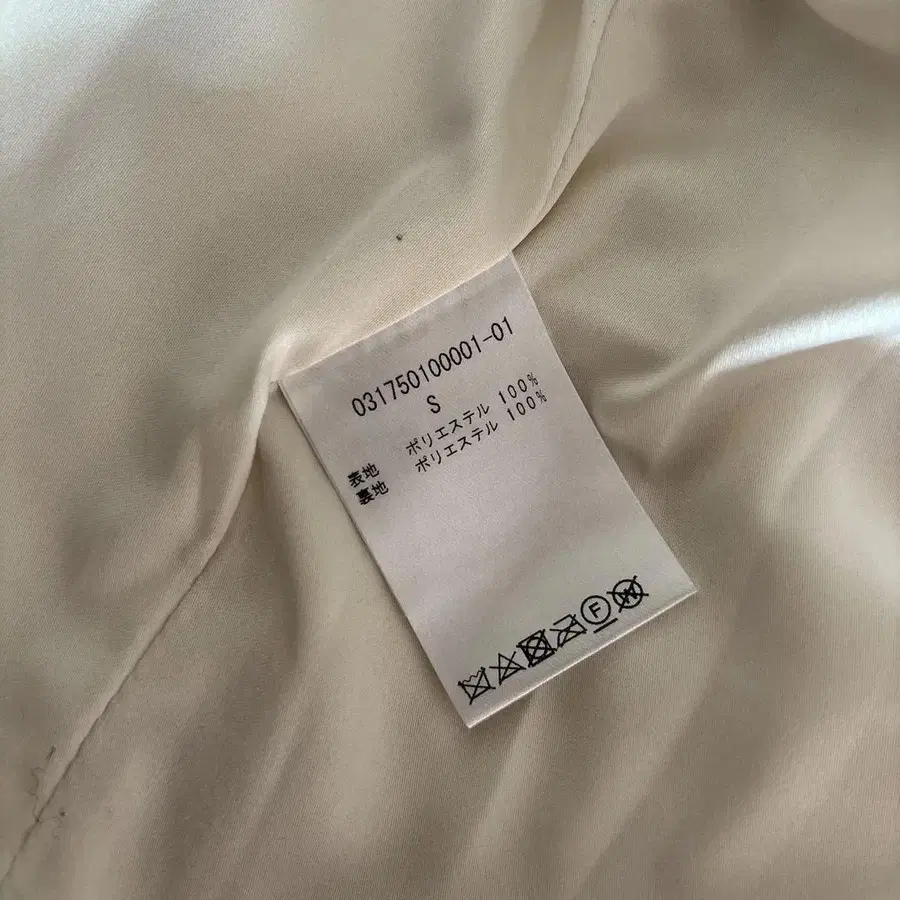 031750100001-01
S
表地 ポリエステル 100%
裏地 ポリエステル 100%
F W